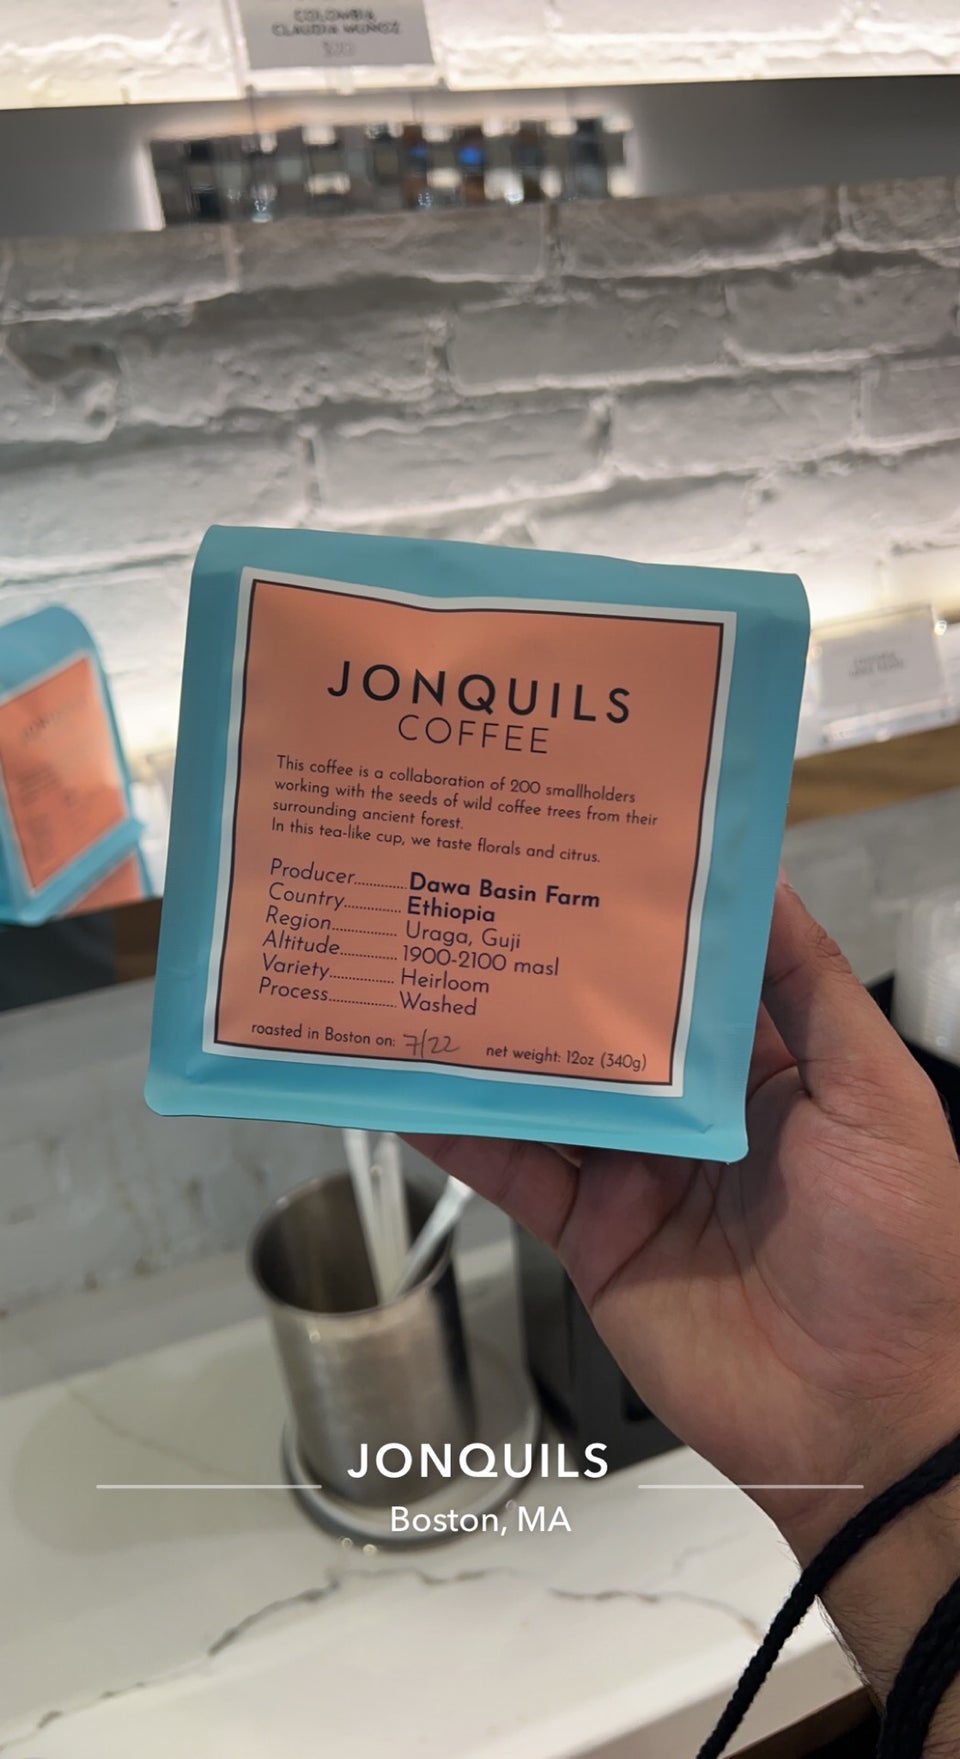 COLOMBIA
CLAUDIA MUÑOZ
JONQUILS
COFFEE
This coffee is a collaboration of 200 smallholders
working with the seeds of wild coffee trees from their
surrounding ancient forest.
In this tea-like cup, we taste florals and citrus.
Producer.............Dawa Basin Farm
Country.............. Ethiopia
Region................ Uraga, Guji
Altitude.............. 1900-2100 masl
Variety............... Heirloom
Process.................Washed
roasted in Boston on: 7/22 net weight: 12oz (340g)
JONQUILS
Boston, MA